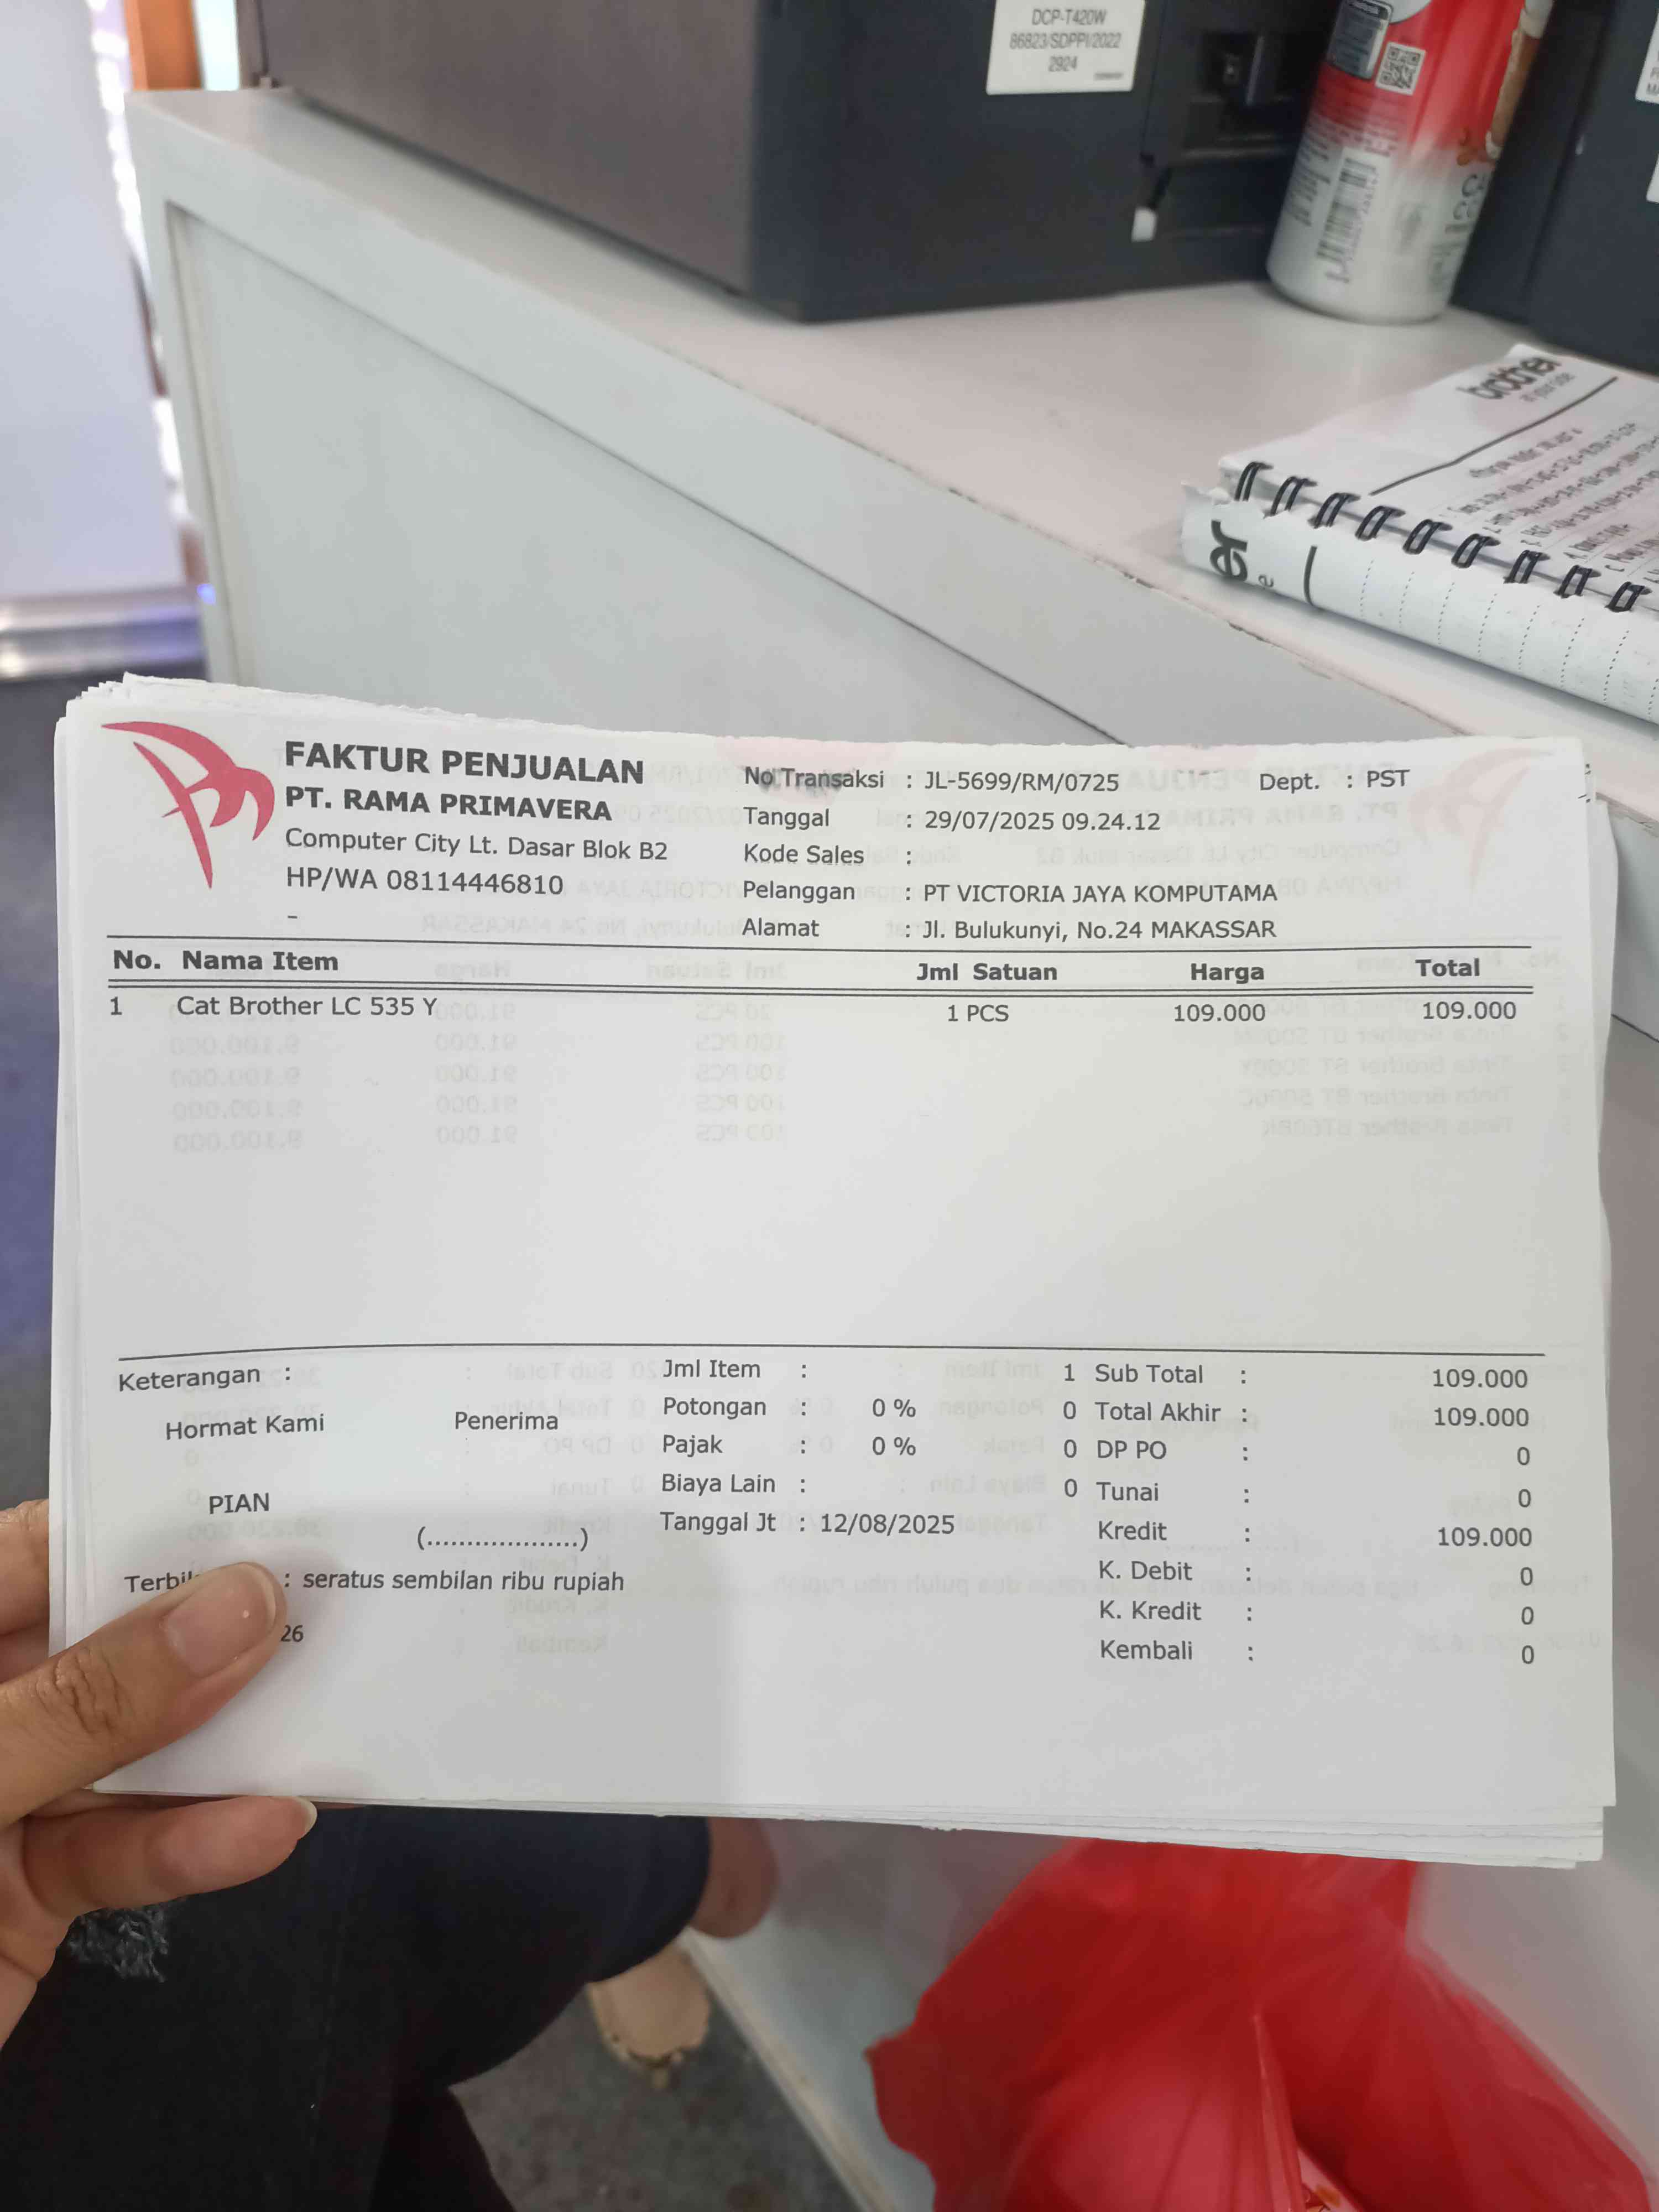 DCP-T420W
86823/SDPPI/2022
2924
brother
FAKTUR PENJUALAN
PT. RAMA PRIMAVERA
Computer City Lt. Dasar Blok B2
HP/WA 08114446810
-
No Transaksi : JL-5699/RM/0725 Dept. : PST
Tanggal : 29/07/2025 09.24.12
Kode Sales :
Pelanggan : PT VICTORIA JAYA KOMPUTAMA
Alamat : Jl. Bulukunyi, No.24 MAKASSAR
No. Nama Item Jml Satuan Harga Total
1 Cat Brother LC 535 Y 1 PCS 109.000 109.000
Keterangan :
Hormat Kami Penerima
PIAN
(...................)
Jml Item : 1
Potongan : 0 % 0
Pajak : 0 % 0
Biaya Lain : 0
Tanggal Jt : 12/08/2025
Sub Total : 109.000
Total Akhir : 109.000
DP PO : 0
Tunai : 0
Kredit : 109.000
K. Debit : 0
K. Kredit : 0
Kembali : 0
: seratus sembilan ribu rupiah
26